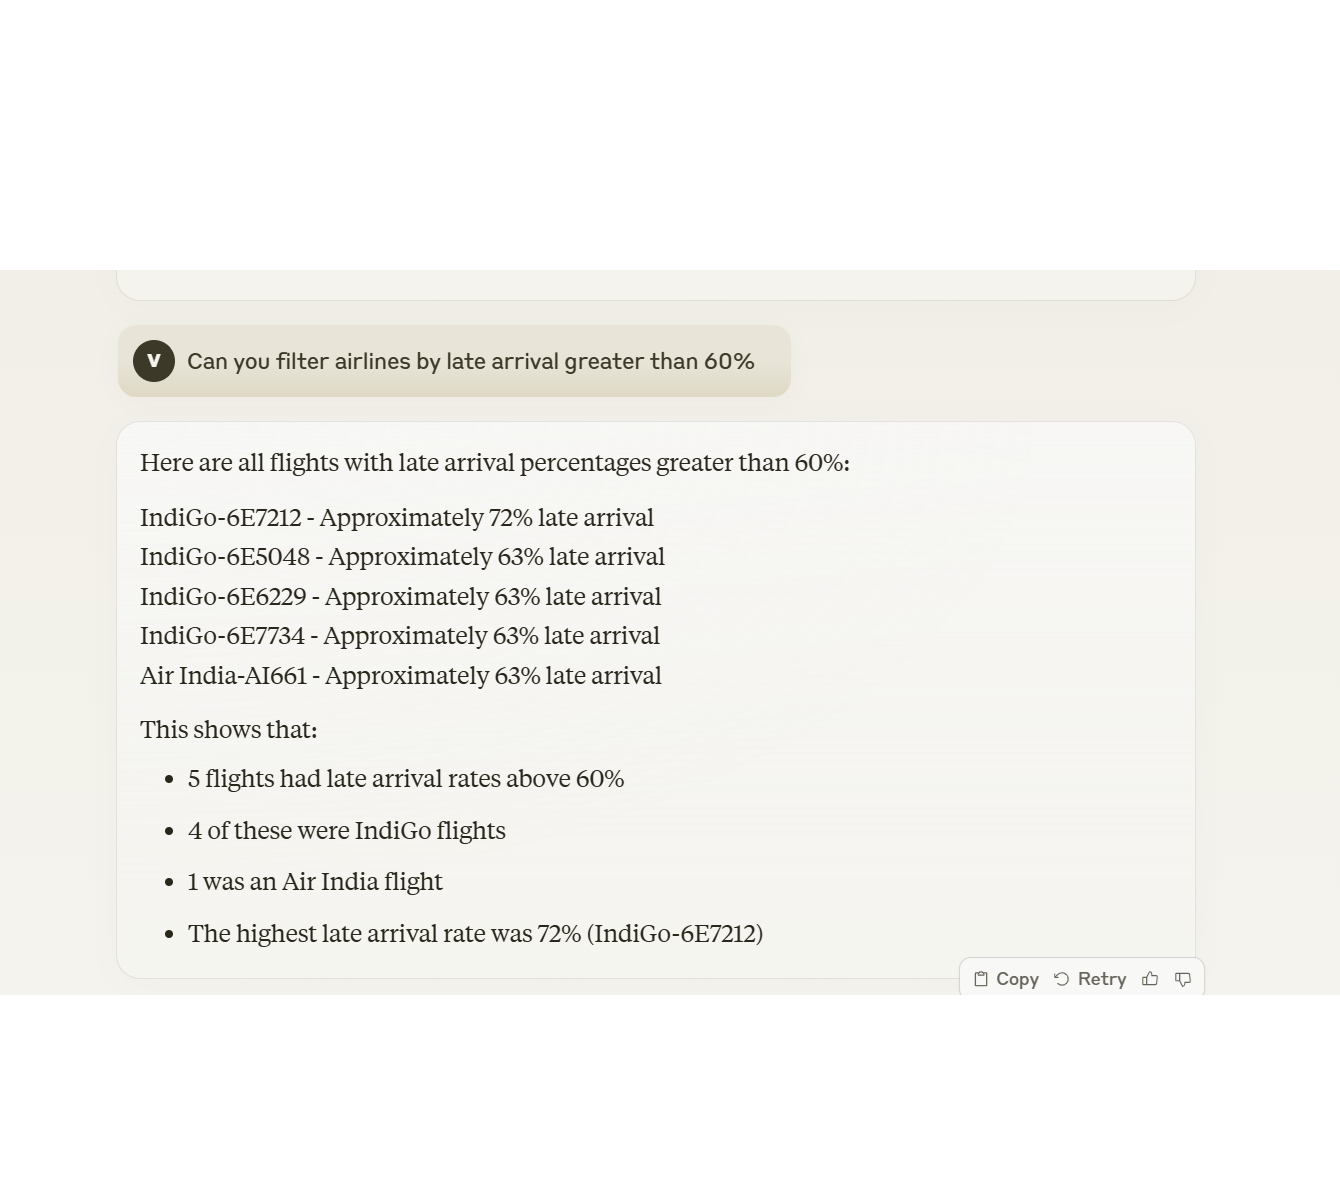 V Can you filter airlines by late arrival greater than 60%
Here are all flights with late arrival percentages greater than 60%:
IndiGo-6E7212 - Approximately 72% late arrival
IndiGo-6E5048 - Approximately 63% late arrival
IndiGo-6E6229 - Approximately 63% late arrival
IndiGo-6E7734 - Approximately 63% late arrival
Air India-AI661 - Approximately 63% late arrival
This shows that:
• 5 flights had late arrival rates above 60%
• 4 of these were IndiGo flights
• 1 was an Air India flight
• The highest late arrival rate was 72% (IndiGo-6E7212)
Copy Retry